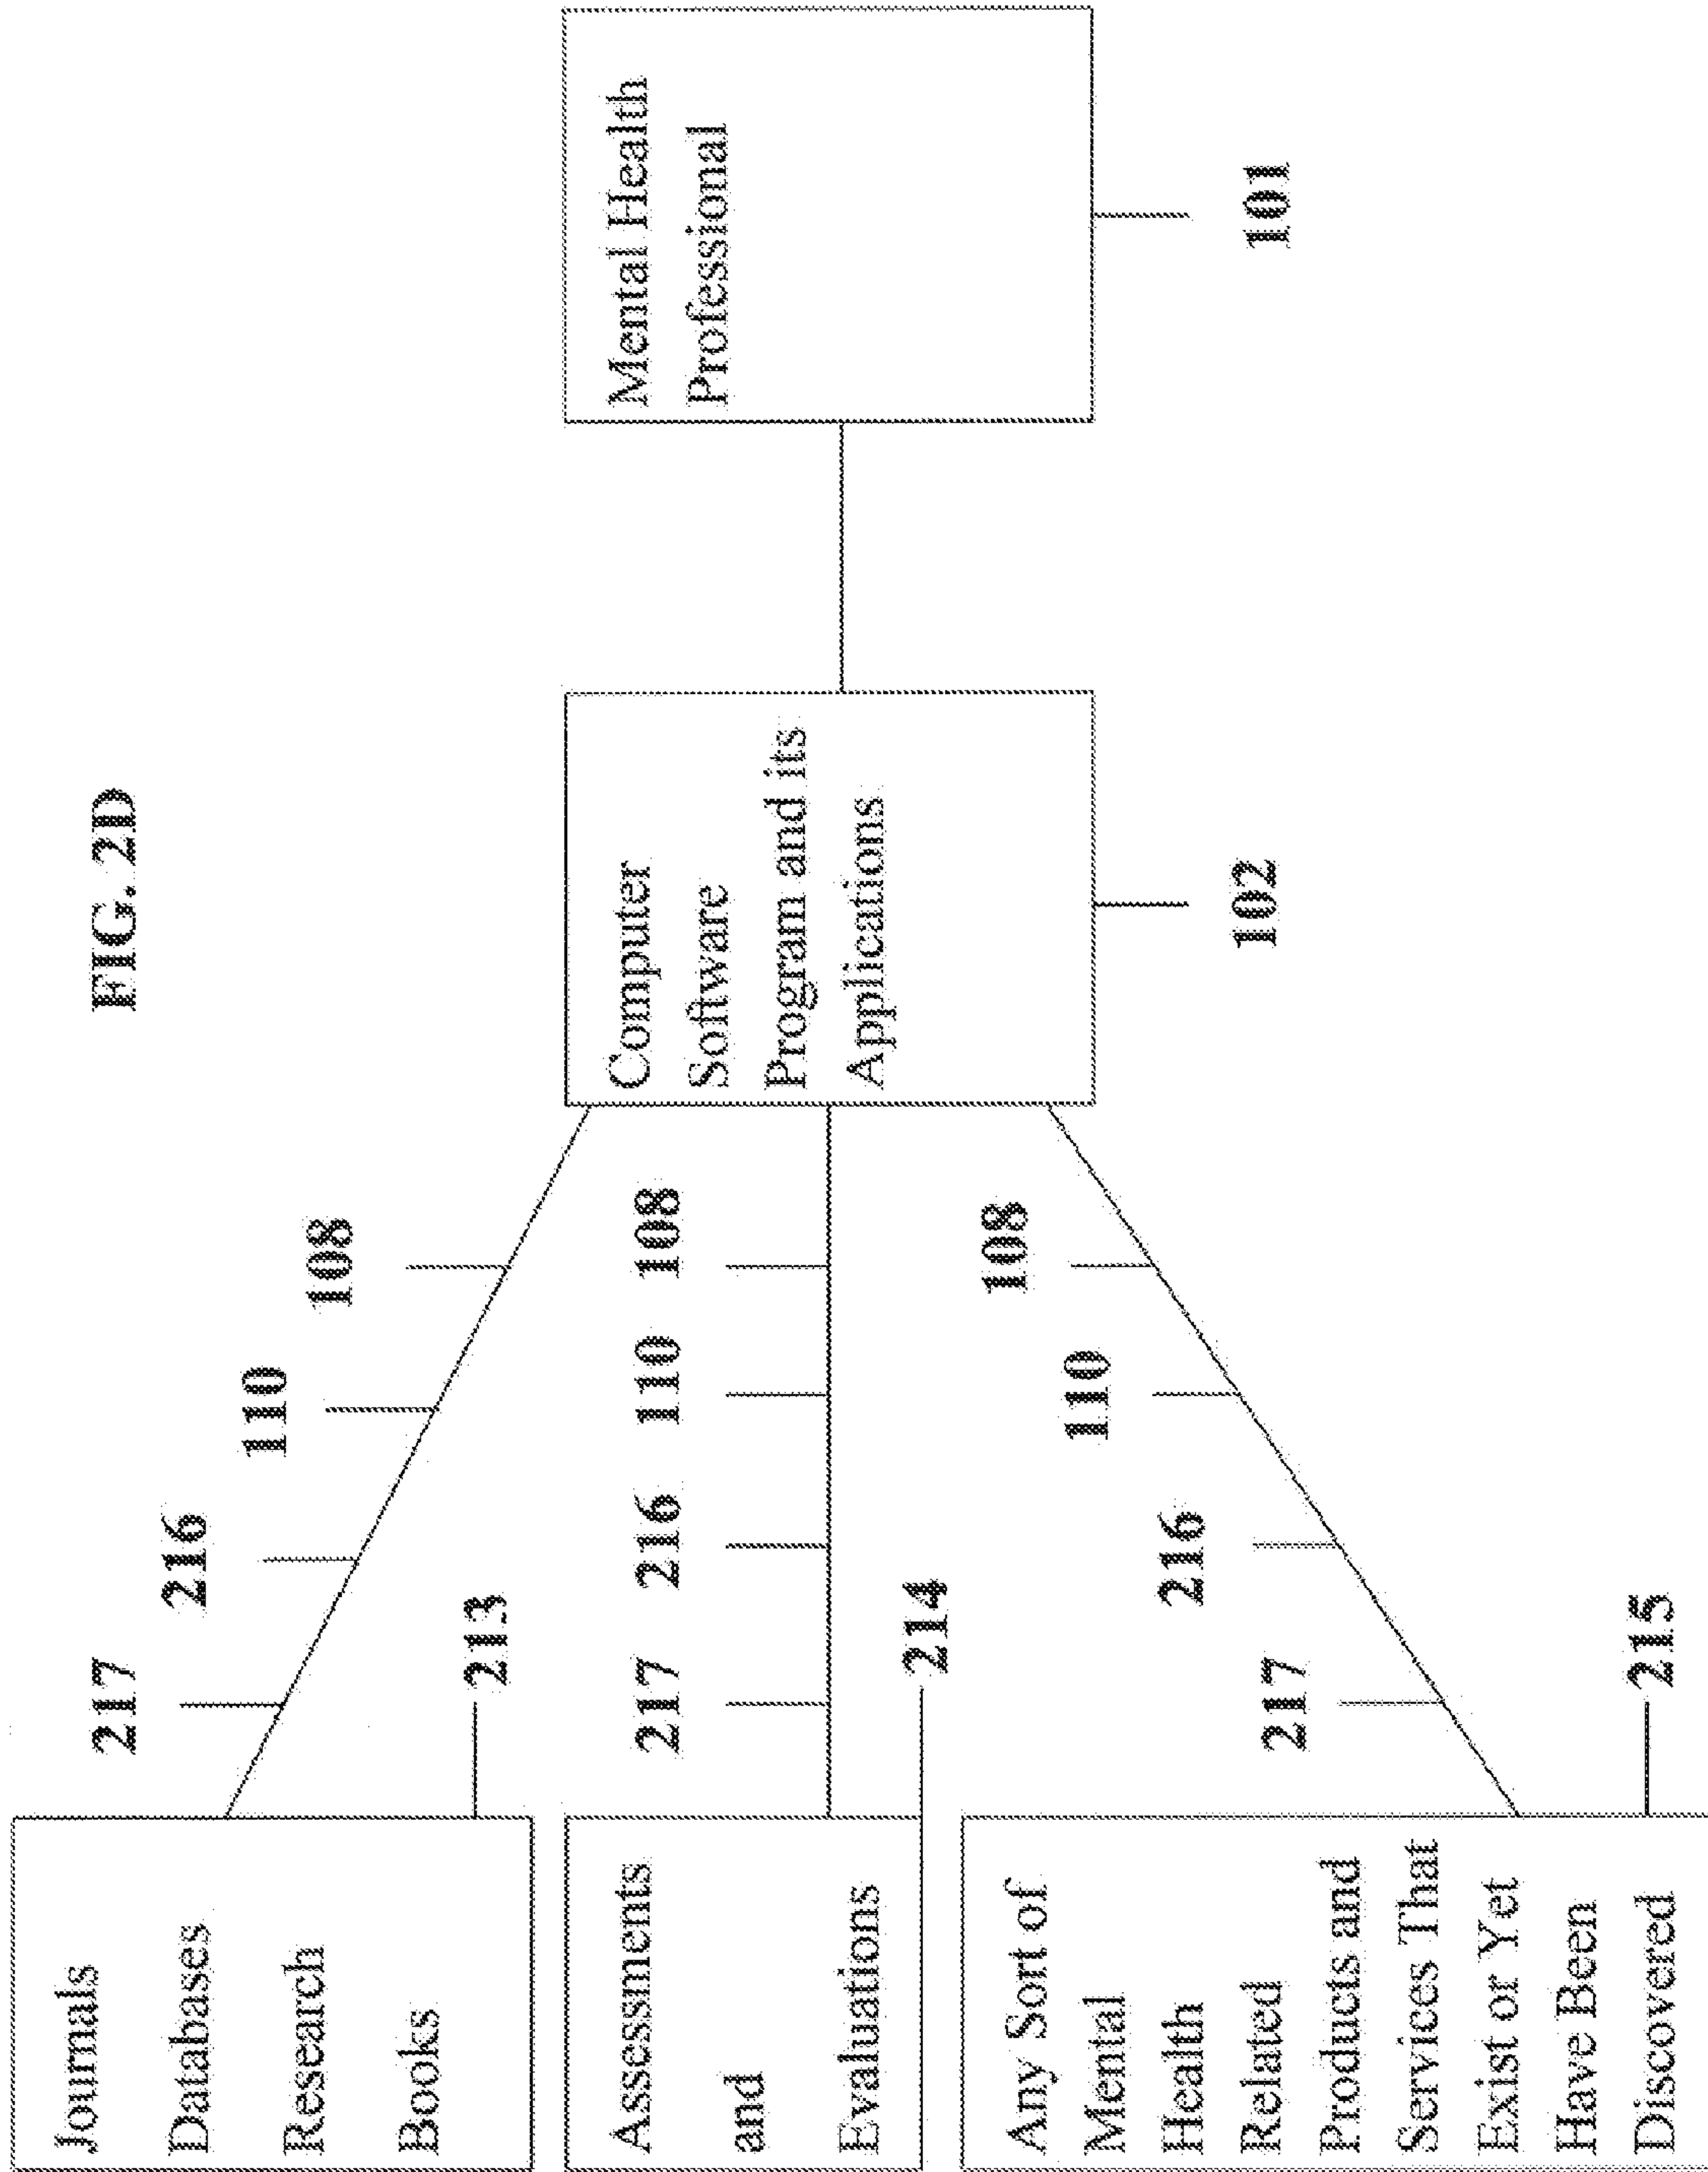 FIG. 2D
Journals
Databases
Research
Books
213
217
216
110
108
Assessments
and
Evaluations
214
217
216
110
108
Any Sort of
Mental
Health
Related
Products and
Services That
Exist or Yet
Have Been
Discovered
215
217
216
110
108
Computer
Software
Program and its
Applications
102
Mental Health
Professional
101